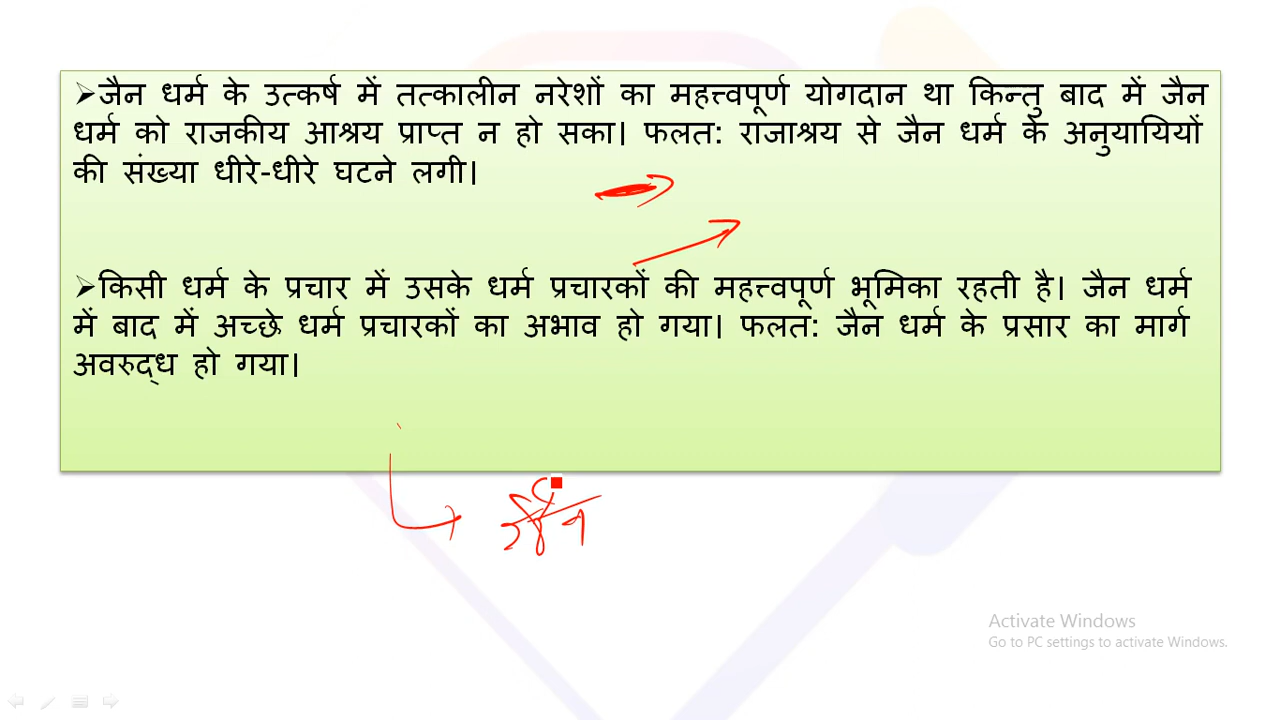 ➢जैन धर्म के उत्कर्ष में तत्कालीन नरेशों का महत्त्वपूर्ण योगदान था किन्तु बाद में जैन
धर्म को राजकीय आश्रय प्राप्त न हो सका। फलत: राजाश्रय से जैन धर्म के अनुयायियों
की संख्या धीरे-धीरे घटने लगी।
➢किसी धर्म के प्रचार में उसके धर्म प्रचारकों की महत्त्वपूर्ण भूमिका रहती है। जैन धर्म
में बाद में अच्छे धर्म प्रचारकों का अभाव हो गया। फलत: जैन धर्म के प्रसार का मार्ग
अवरुद्ध हो गया।
Activate Windows
Go to PC settings to activate Windows.